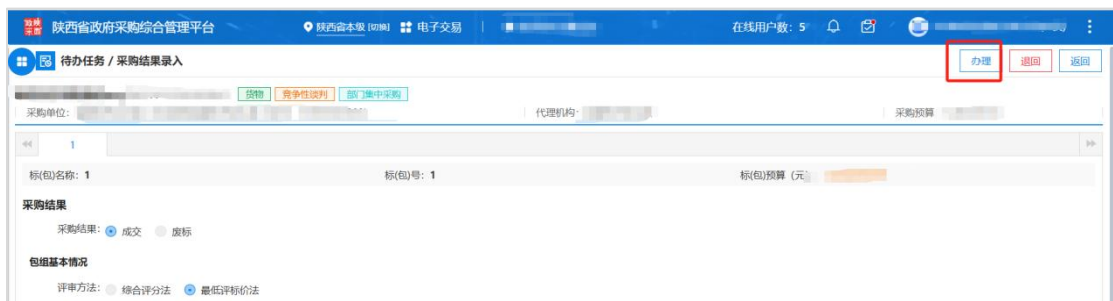 陕西省政府采购综合管理平台 陕西省本级 [切换] 电子交易 在线用户数: 5
待办任务 / 采购结果录入 办理 退回 返回
货物 竞争性谈判 部门集中采购
采购单位: 代理机构: 采购预算
1
标(包)名称: 1 标(包)号: 1 标(包)预算 (元
采购结果
采购结果: 成交 废标
包组基本情况
评审方法: 综合评分法 最低评标价法